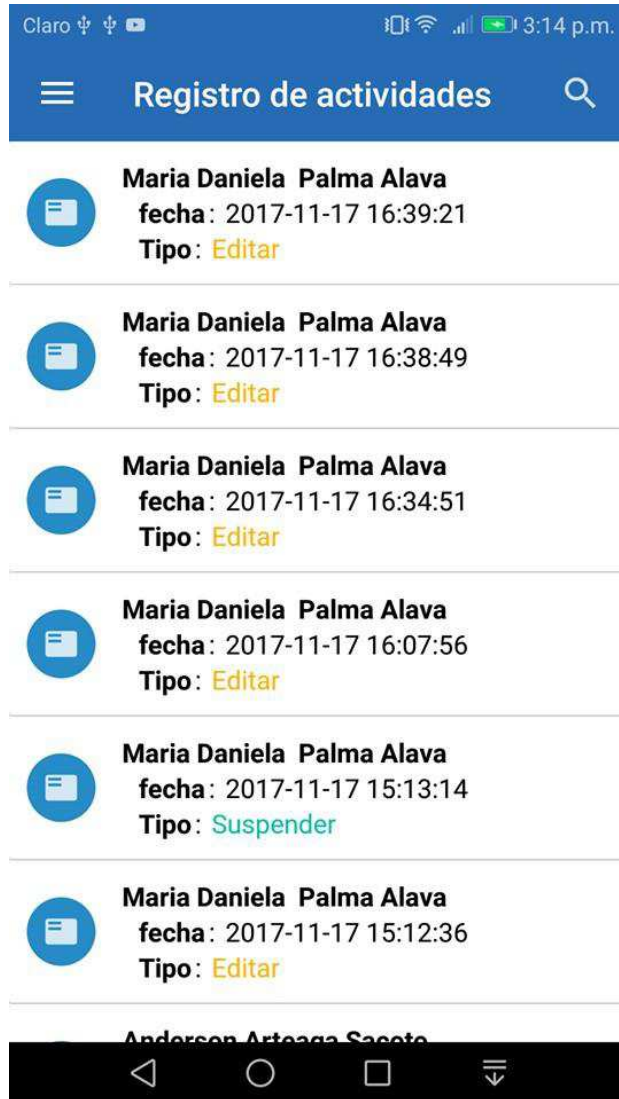 Claro 3:14 p.m.
Registro de actividades
Maria Daniela Palma Alava
fecha: 2017-11-17 16:39:21
Tipo: Editar
Maria Daniela Palma Alava
fecha: 2017-11-17 16:38:49
Tipo: Editar
Maria Daniela Palma Alava
fecha: 2017-11-17 16:34:51
Tipo: Editar
Maria Daniela Palma Alava
fecha: 2017-11-17 16:07:56
Tipo: Editar
Maria Daniela Palma Alava
fecha: 2017-11-17 15:13:14
Tipo: Suspender
Maria Daniela Palma Alava
fecha: 2017-11-17 15:12:36
Tipo: Editar
Anderson Arteaga Sacoto